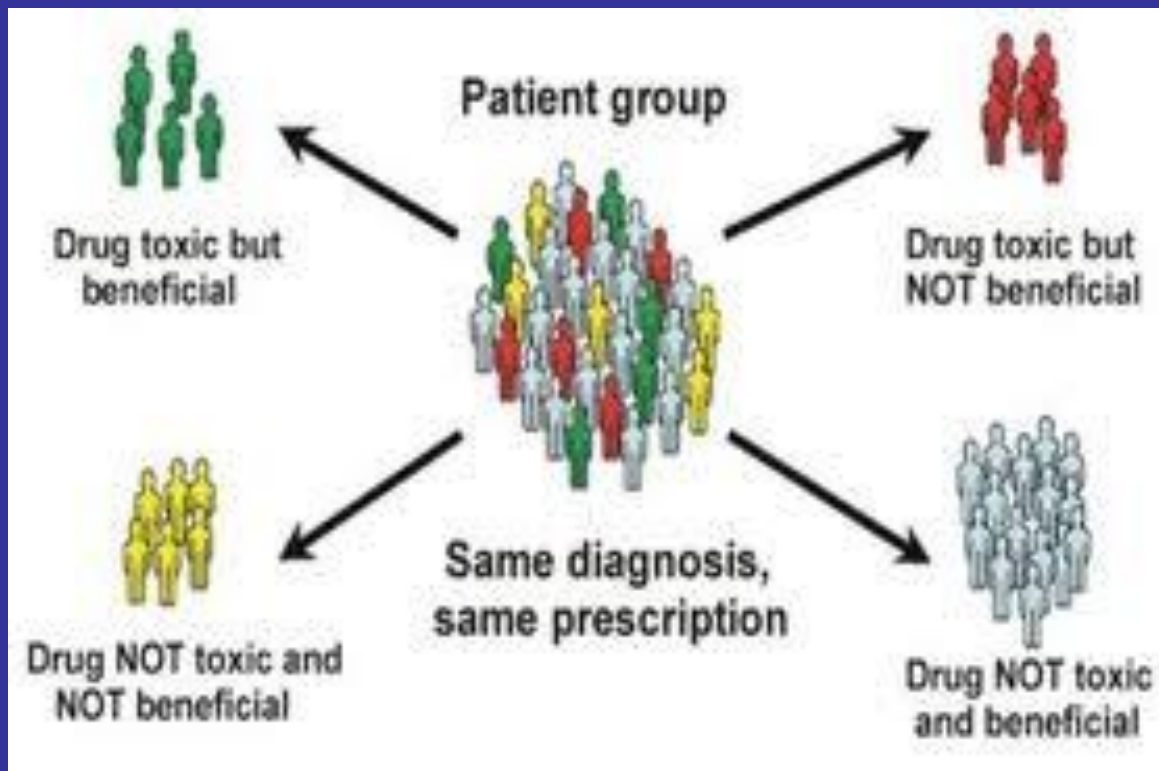 Patient group
Drug toxic but
beneficial
Drug toxic but
NOT beneficial
Same diagnosis,
same prescription
Drug NOT toxic and
NOT beneficial
Drug NOT toxic
and beneficial